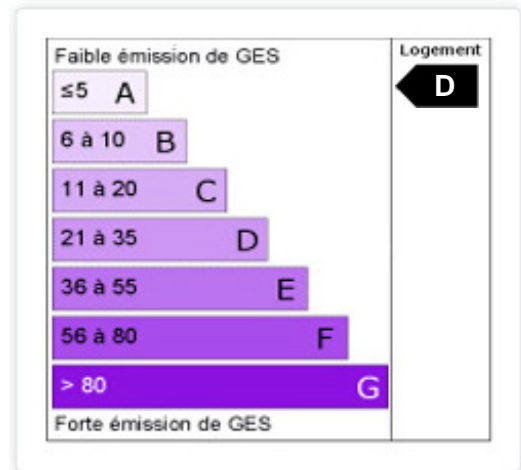 Faible émission de GES
Logement
≤5 A
D
6 à 10 B
11 à 20 C
21 à 35 D
36 à 55 E
56 à 80 F
> 80 G
Forte émission de GES